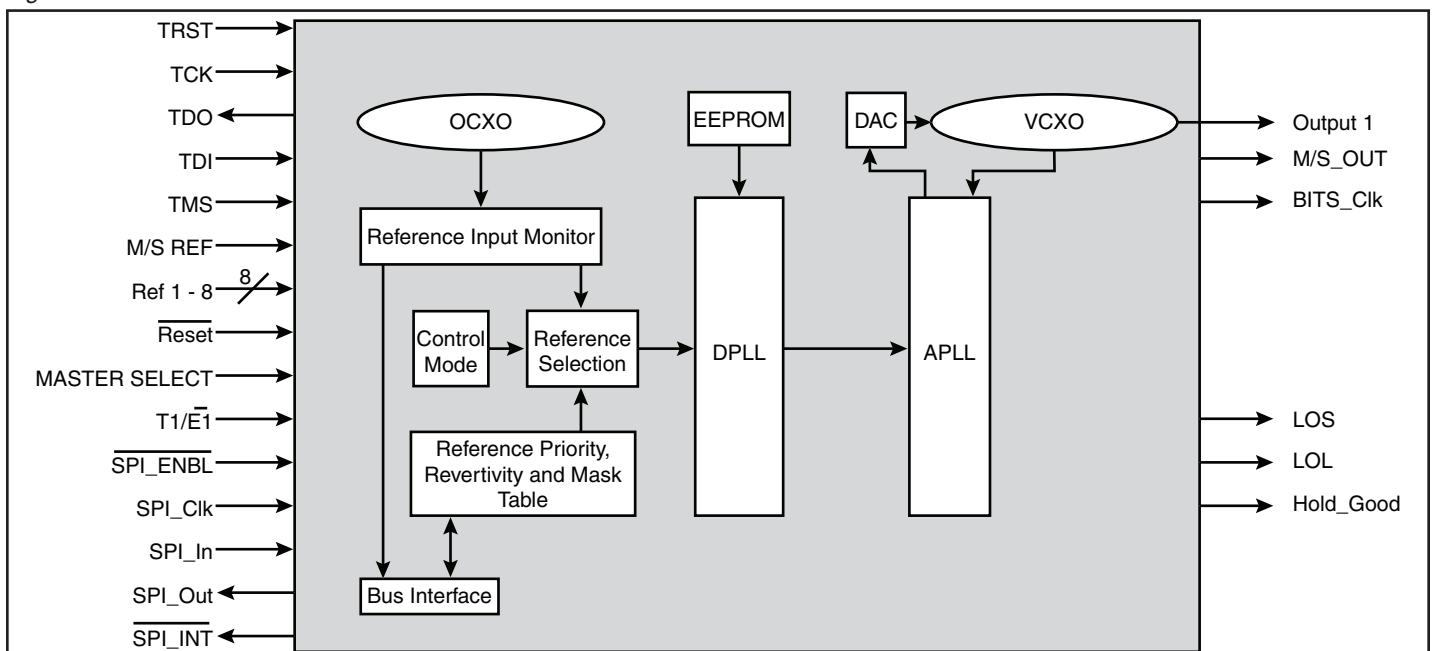 TRST
TCK
TDO
TDI
TMS
M/S REF
Ref 1 - 8
8
Reset
MASTER SELECT
T1/E1
SPI_ENBL
SPI_Clk
SPI_In
SPI_Out
SPI_INT
OCXO
Reference Input Monitor
Control
Mode
Reference
Selection
Reference Priority,
Revertivity and Mask
Table
Bus Interface
EEPROM
DPLL
DAC
VCXO
APLL
Output 1
M/S_OUT
BITS_Clk
LOS
LOL
Hold_Good